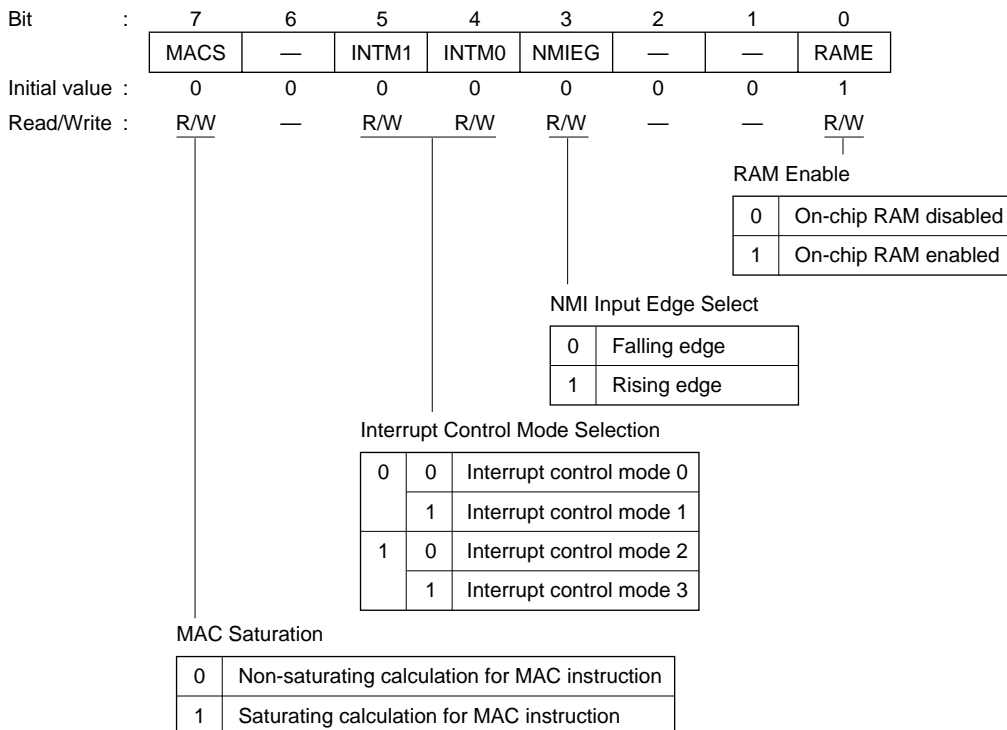 Bit : 7 6 5 4 3 2 1 0
MACS — INTM1 INTM0 NMIEG — — RAME
Initial value : 0 0 0 0 0 0 0 1
Read/Write : R/W — R/W R/W R/W — — R/W
RAM Enable
0 On-chip RAM disabled
1 On-chip RAM enabled
NMI Input Edge Select
0 Falling edge
1 Rising edge
Interrupt Control Mode Selection
0 0 Interrupt control mode 0
1 Interrupt control mode 1
1 0 Interrupt control mode 2
1 Interrupt control mode 3
MAC Saturation
0 Non-saturating calculation for MAC instruction
1 Saturating calculation for MAC instruction